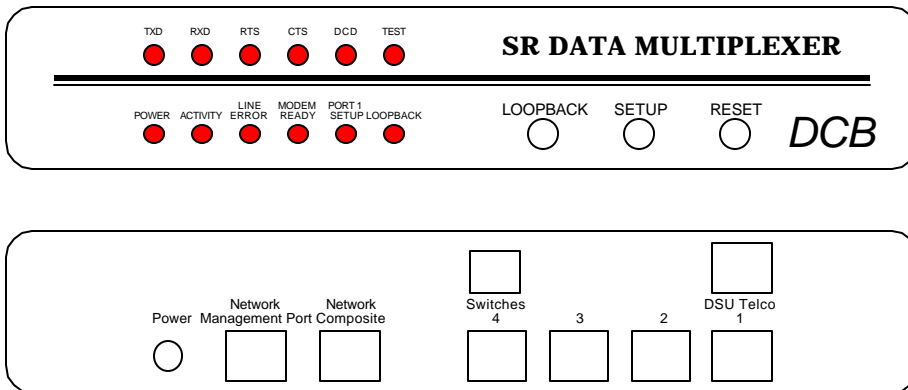 TXD RXD RTS CTS DCD TEST
SR DATA MULTIPLEXER
POWER ACTIVITY LINE ERROR MODEM READY PORT 1 SETUP LOOPBACK
LOOPBACK SETUP RESET
DCB
Power
Network Management Port
Network Composite
Switches
4 3 2
DSU Telco
1